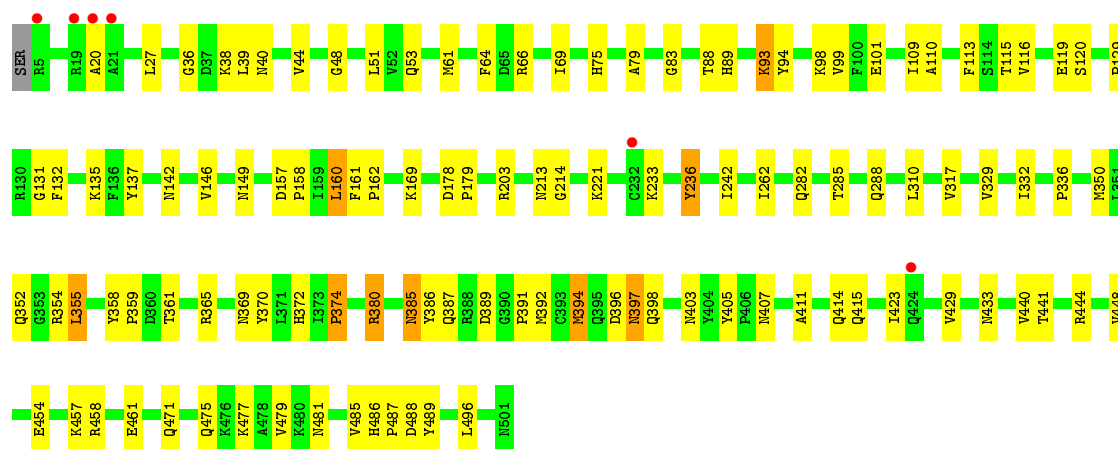 SER R5 R19 A20 A21 L27 G36 D37 K38 L39 N40 V44 G48 L51 V52 Q53 M61 F64 D65 R66 I69 H75 A79 G83 T88 H89 K93 Y94 K98 V99 F100 E101 I109 A110 F113 S114 T115 V116 E119 S120
R130 G131 F132 K135 F136 Y137 N142 V146 N149 D157 P158 I159 L160 F161 P162 K169 D178 P179 R203 N213 G214 K221 C232 K233 Y236 I242 I262 Q282 T285 Q288 L310 V317 V329 I332 P336 M350
Q352 G353 R354 L355 Y358 P359 D360 T361 R365 N369 Y370 L371 H372 I373 P374 R380 N385 Y386 Q387 R388 D389 G390 P391 M392 C393 M394 Q395 D396 N397 Q398 N403 Y404 Y405 P406 N407 A411 Q414 Q415 I423 Q424 V429 N433 V440 T441 R444
E454 K457 R458 E461 Q471 Q475 K476 K477 A478 V479 K480 N481 V485 H486 P487 D488 Y489 L496 N501